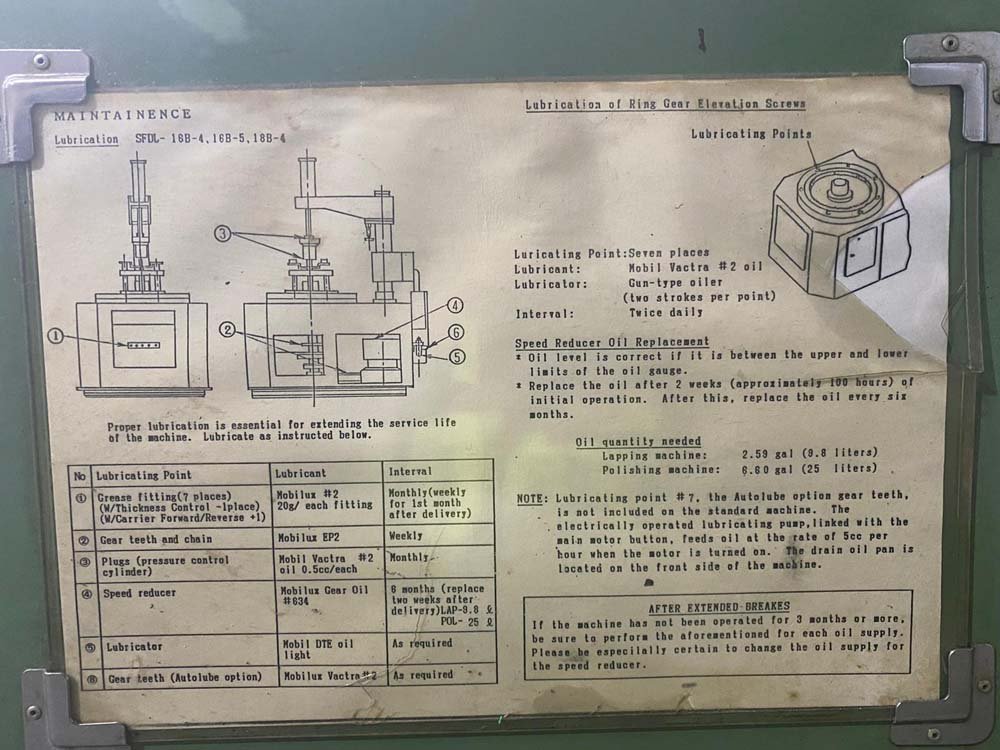 MAINTAINENCE
Lubrication SFDL- 16B-4,16B-5,18B-4
③
①
②
④
⑥
⑤
Proper lubrication is essential for extending the service life
of the machine. Lubricate as instructed below.
No Lubricating Point Lubricant Interval
① Grease fitting(7 places) Mobilux #2 Monthly(weekly
(W/Thickness Control -1place) 20g/ each fitting for 1st month
(W/Carrier Forward/Reverse +1) after delivery)
② Gear teeth and chain Mobilux EP2 Weekly
③ Plugs (pressure control Mobil Vactra #2 Monthly
cylinder) oil 0.5cc/each
④ Speed reducer Mobilux Gear Oil 6 months (replace
#634 two weeks after
delivery)LAP-9.8 ℓ
POL- 25 ℓ
⑤ Lubricator Mobil DTE oil As required
light
⑥ Gear teeth (Autolube option) Mobilux Vactra#2 As required
Lubrication of Ring Gear Elevation Screws
Lubricating Points
Luricating Point:Seven places
Lubricant: Mobil Vactra #2 oil
Lubricator: Gun-type oiler
(two strokes per point)
Interval: Twice daily
Speed Reducer Oil Replacement
* Oil level is correct if it is between the upper and lower
limits of the oil gauge.
* Replace the oil after 2 weeks (approximately 100 hours) of
initial operation. After this, replace the oil every six
months.
Oil quantity needed
Lapping machine: 2.59 gal (9.8 liters)
Polishing machine: 6.60 gal (25 liters)
NOTE: Lubricating point #7, the Autolube option gear teeth,
is not included on the standard machine. The
electrically operated lubricating pump,linked with the
main motor button, feeds oil at the rate of 5cc per
hour when the motor is turned on. The drain oil pan is
located on the front side of the machine.
AFTER EXTENDED-BREAKES
If the machine has not been operated for 3 months or more,
be sure to perform the aforementioned for each oil supply.
Please be especilally certain to change the oil supply for
the speed reducer.